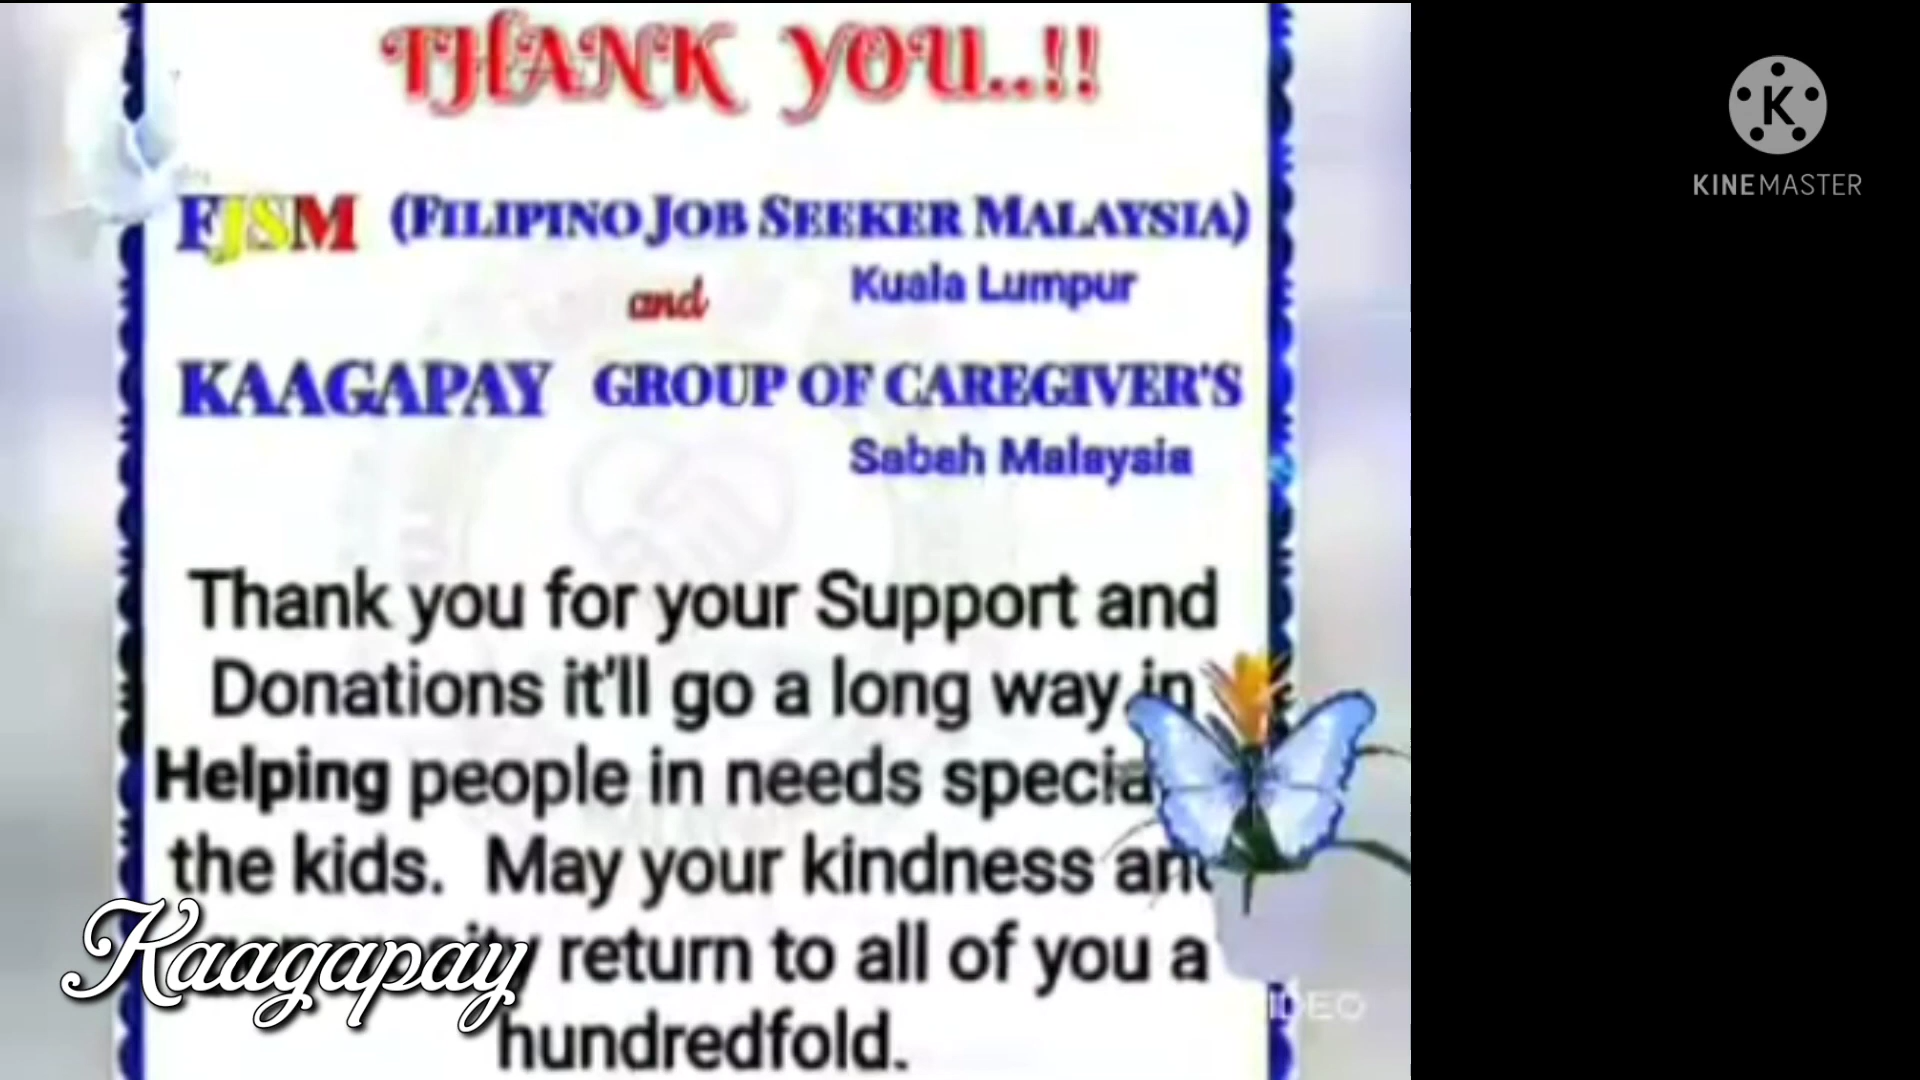 THANK YOU..!!
FJSM (FILIPINO JOB SEEKER MALAYSIA)
and Kuala Lumpur
KAAGAPAY GROUP OF CAREGIVER'S
Sabah Malaysia
Thank you for your Support and
Donations it'll go a long way in
Helping people in needs specia
the kids. May your kindness and
return to all of you a
hundredfold.
Kaagapay
K
KINEMASTER